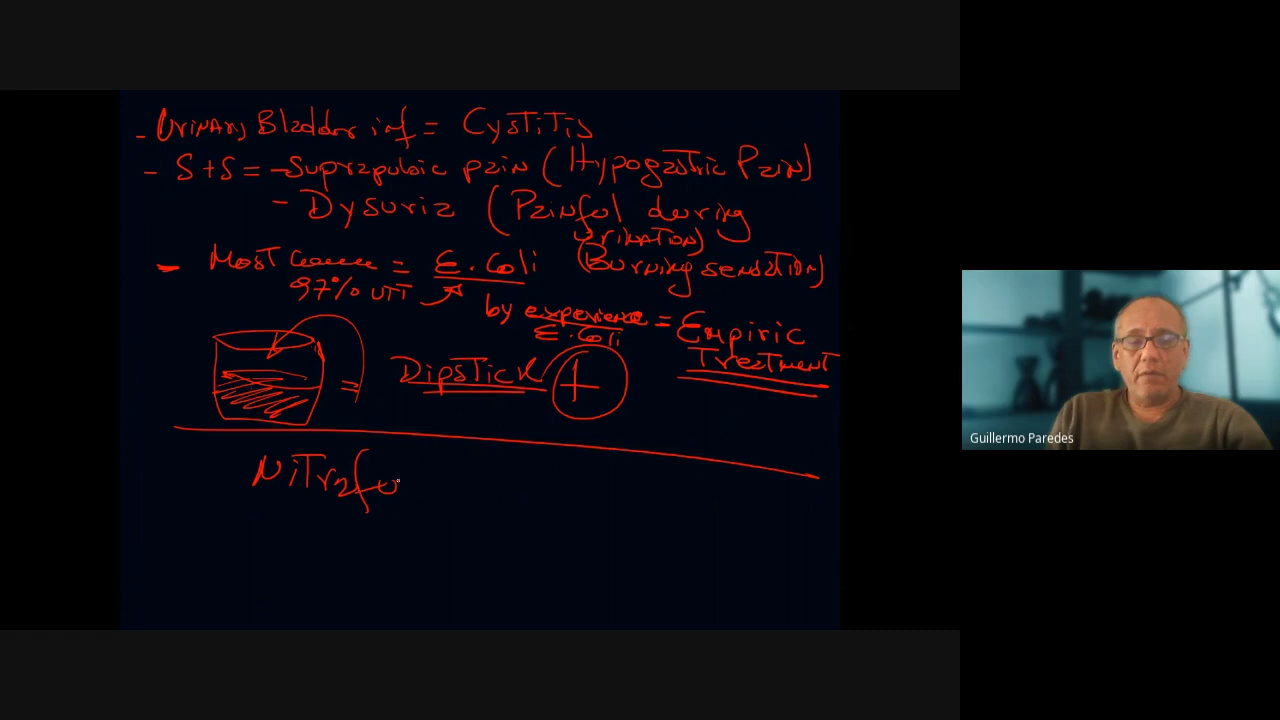 - Urinary Bladder inf = Cystitis
- S+S = - Suprapubic pain (Hypogastric Pain)
- Dysuria (Painful during
urination)
- Most = E. Coli (Burning sensation)
97% UTI
by experience = Empiric
E. Coli
Treatment
Dipstick +
=
Nitrofu
Guillermo Paredes